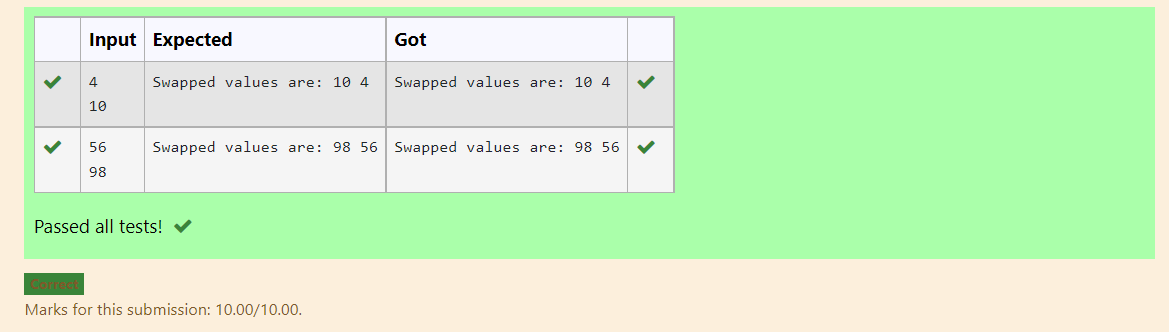 Input Expected Got
4 Swapped values are: 10 4 Swapped values are: 10 4
10
56 Swapped values are: 98 56 Swapped values are: 98 56
98
Passed all tests!
Correct
Marks for this submission: 10.00/10.00.